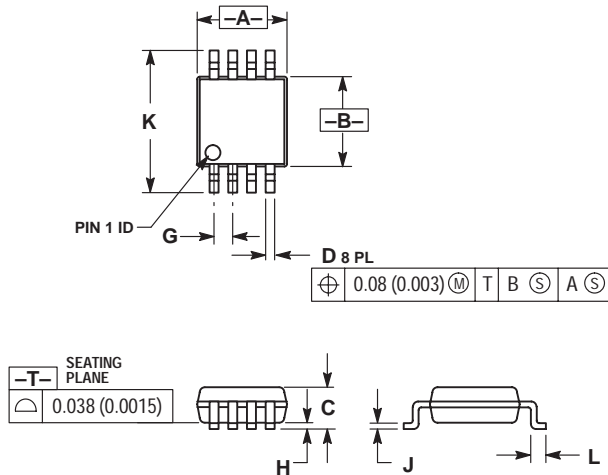 –A–
K
–B–
PIN 1 ID
G
D 8 PL
⌖ 0.08 (0.003) Ⓜ T B Ⓢ A Ⓢ
–T– SEATING PLANE
⌓ 0.038 (0.0015)
C
H
J
L